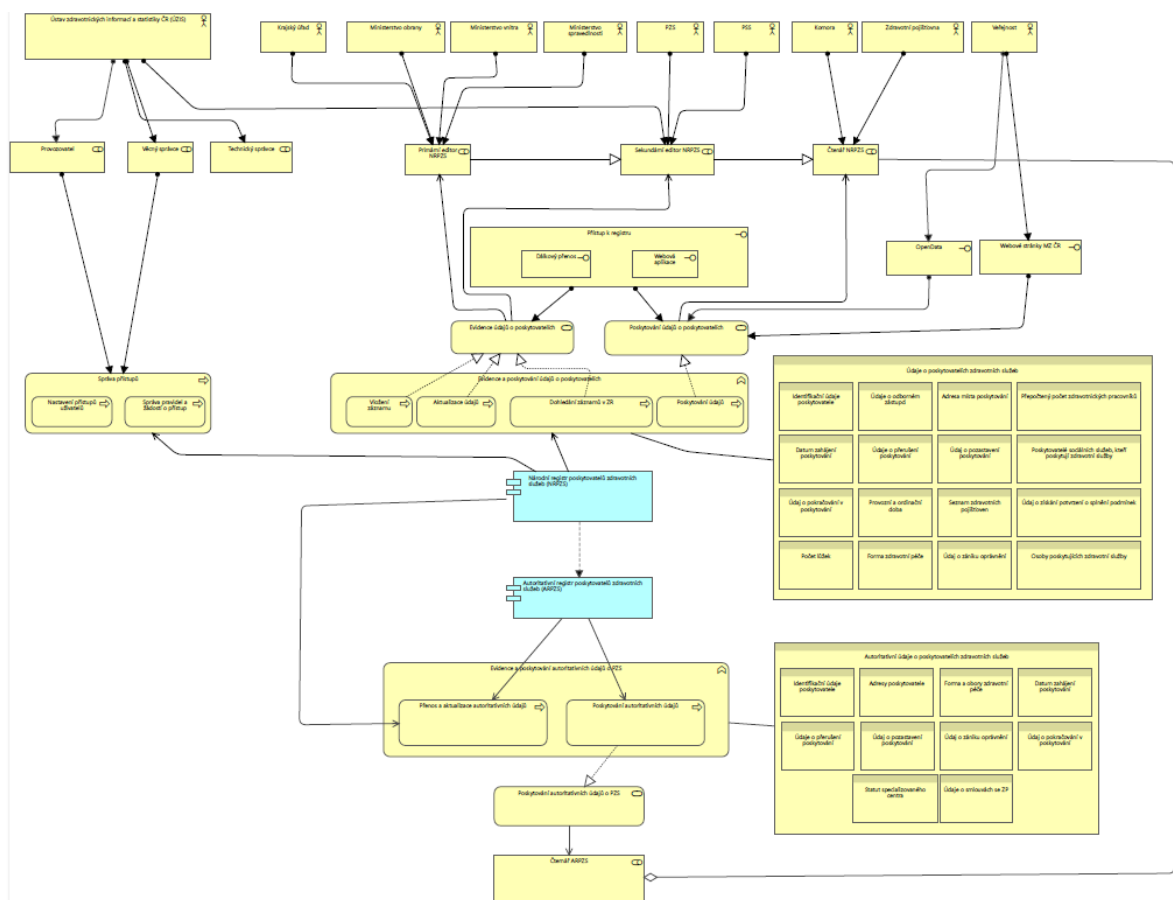 Ústav zdravotnických informací a statistiky ČR (ÚZIS)
Krajský úřad
Ministerstvo obrany
Ministerstvo vnitra
Ministerstvo
spravedlnosti
PZS
PSS
Komora
Zdravotní pojišťovna
Veřejnost
Provozovatel
Věcný správce
Technický správce
Primární editor
NRPZS
Sekundární editor NRPZS
Čtenář NRPZS
Přístup k registru
Dálkový přenos
Webová
aplikace
OpenData
Webové stránky MZ ČR
Evidence údajů o poskytovatelích
Poskytování údajů o poskytovatelích
Správa přístupů
Nastavení přístupů
uživatelů
Správa pravidel a
žádostí o přístup
Evidence a poskytování údajů o poskytovatelích
Vložení
záznamu
Aktualizace údajů
Dohledání záznamů v ZR
Poskytování údajů
Údaje o poskytovatelích zdravotních služeb
Identifikační údaje
poskytovatele
Údaje o odborném
zástupci
Adresa místa poskytování
Přepočtený počet zdravotnických pracovníků
Datum zahájení
poskytování
Údaje o přerušení
poskytování
Údaj o pozastavení
poskytování
Poskytovatelé sociálních služeb, kteří
poskytují zdravotní služby
Údaj o pokračování v
poskytování
Provozní a ordinační
doba
Seznam zdravotních
pojišťoven
Údaj o získání potvrzení o splnění podmínek
Počet lůžek
Forma zdravotní péče
Údaj o zániku oprávnění
Osoby poskytujících zdravotní služby
Národní registr poskytovatelů zdravotních
služeb (NRPZS)
Autoritativní registr poskytovatelů zdravotních
služeb (ARPZS)
Evidence a poskytování autoritativních údajů o PZS
Přenos a aktualizace autoritativních údajů
Poskytování autoritativních údajů
Autoritativní údaje o poskytovatelích zdravotních služeb
Identifikační údaje
poskytovatele
Adresy poskytovatele
Forma a obory zdravotní
péče
Datum zahájení
poskytování
Údaje o přerušení
poskytování
Údaj o pozastavení
poskytování
Údaj o zániku oprávnění
Údaj o pokračování v
poskytování
Statut specializovaného
centra
Údaje o smlouvách se ZP
Poskytování autoritativních údajů o PZS
Čtenář ARPZS